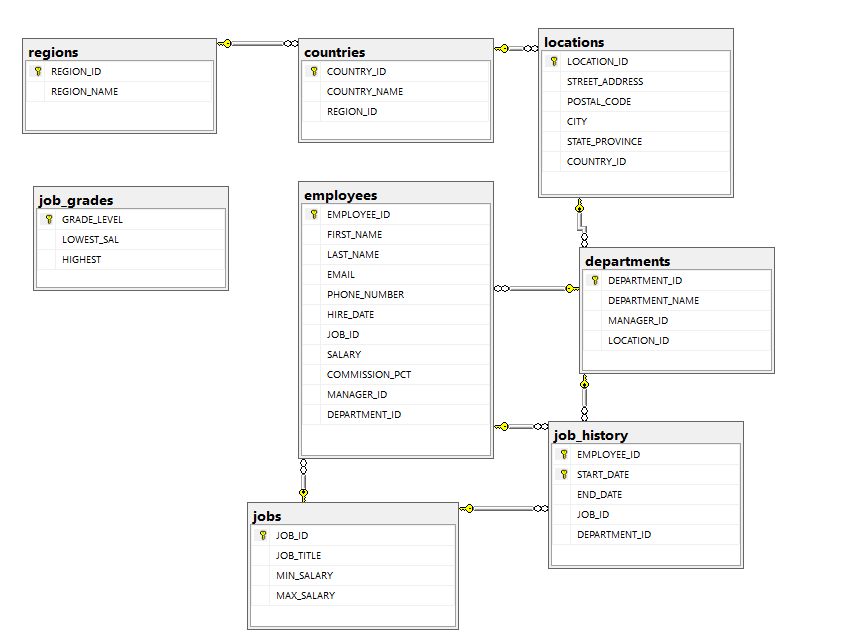 regions
REGION_ID
REGION_NAME
countries
COUNTRY_ID
COUNTRY_NAME
REGION_ID
locations
LOCATION_ID
STREET_ADDRESS
POSTAL_CODE
CITY
STATE_PROVINCE
COUNTRY_ID
job_grades
GRADE_LEVEL
LOWEST_SAL
HIGHEST
employees
EMPLOYEE_ID
FIRST_NAME
LAST_NAME
EMAIL
PHONE_NUMBER
HIRE_DATE
JOB_ID
SALARY
COMMISSION_PCT
MANAGER_ID
DEPARTMENT_ID
departments
DEPARTMENT_ID
DEPARTMENT_NAME
MANAGER_ID
LOCATION_ID
job_history
EMPLOYEE_ID
START_DATE
END_DATE
JOB_ID
DEPARTMENT_ID
jobs
JOB_ID
JOB_TITLE
MIN_SALARY
MAX_SALARY